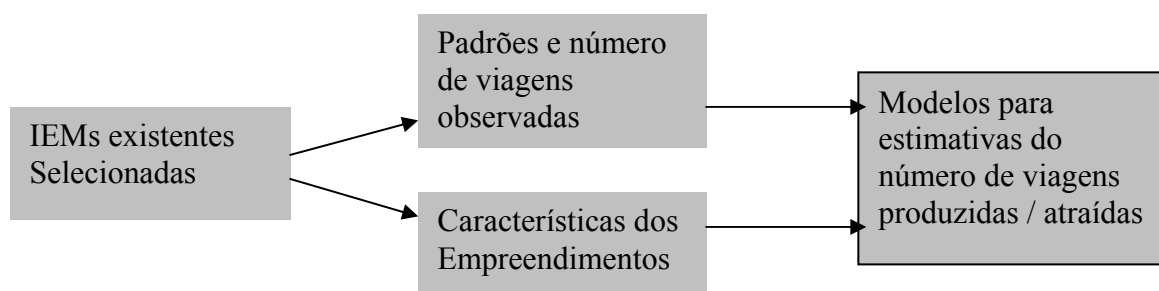 IEMs existentes
Selecionadas
Padrões e número
de viagens
observadas
Características dos
Empreendimentos
Modelos para
estimativas do
número de viagens
produzidas / atraídas